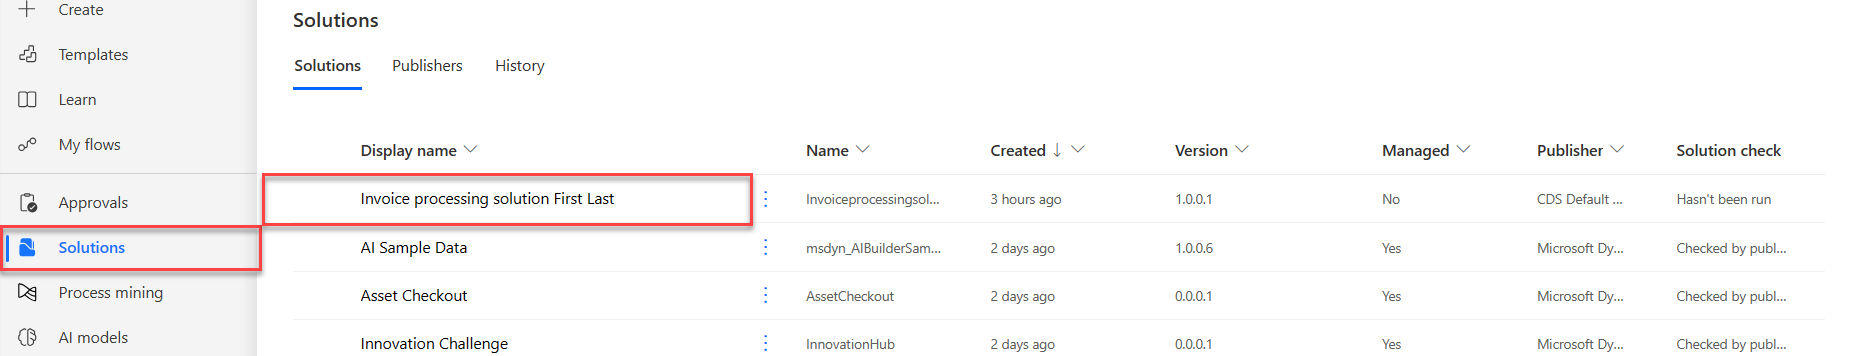 Create
Templates
Learn
My flows
Approvals
Solutions
Process mining
AI models
Solutions
Solutions Publishers History
Display name Name Created Version Managed Publisher Solution check
Invoice processing solution First Last Invoiceprocessingsol... 3 hours ago 1.0.0.1 No CDS Default ... Hasn't been run
AI Sample Data msdyn_AIBuilderSam... 2 days ago 1.0.0.6 Yes Microsoft Dy... Checked by publ...
Asset Checkout AssetCheckout 2 days ago 0.0.0.1 Yes Microsoft Dy... Checked by publ...
Innovation Challenge InnovationHub 2 days ago 0.0.0.1 Yes Microsoft Dy... Checked by publ...